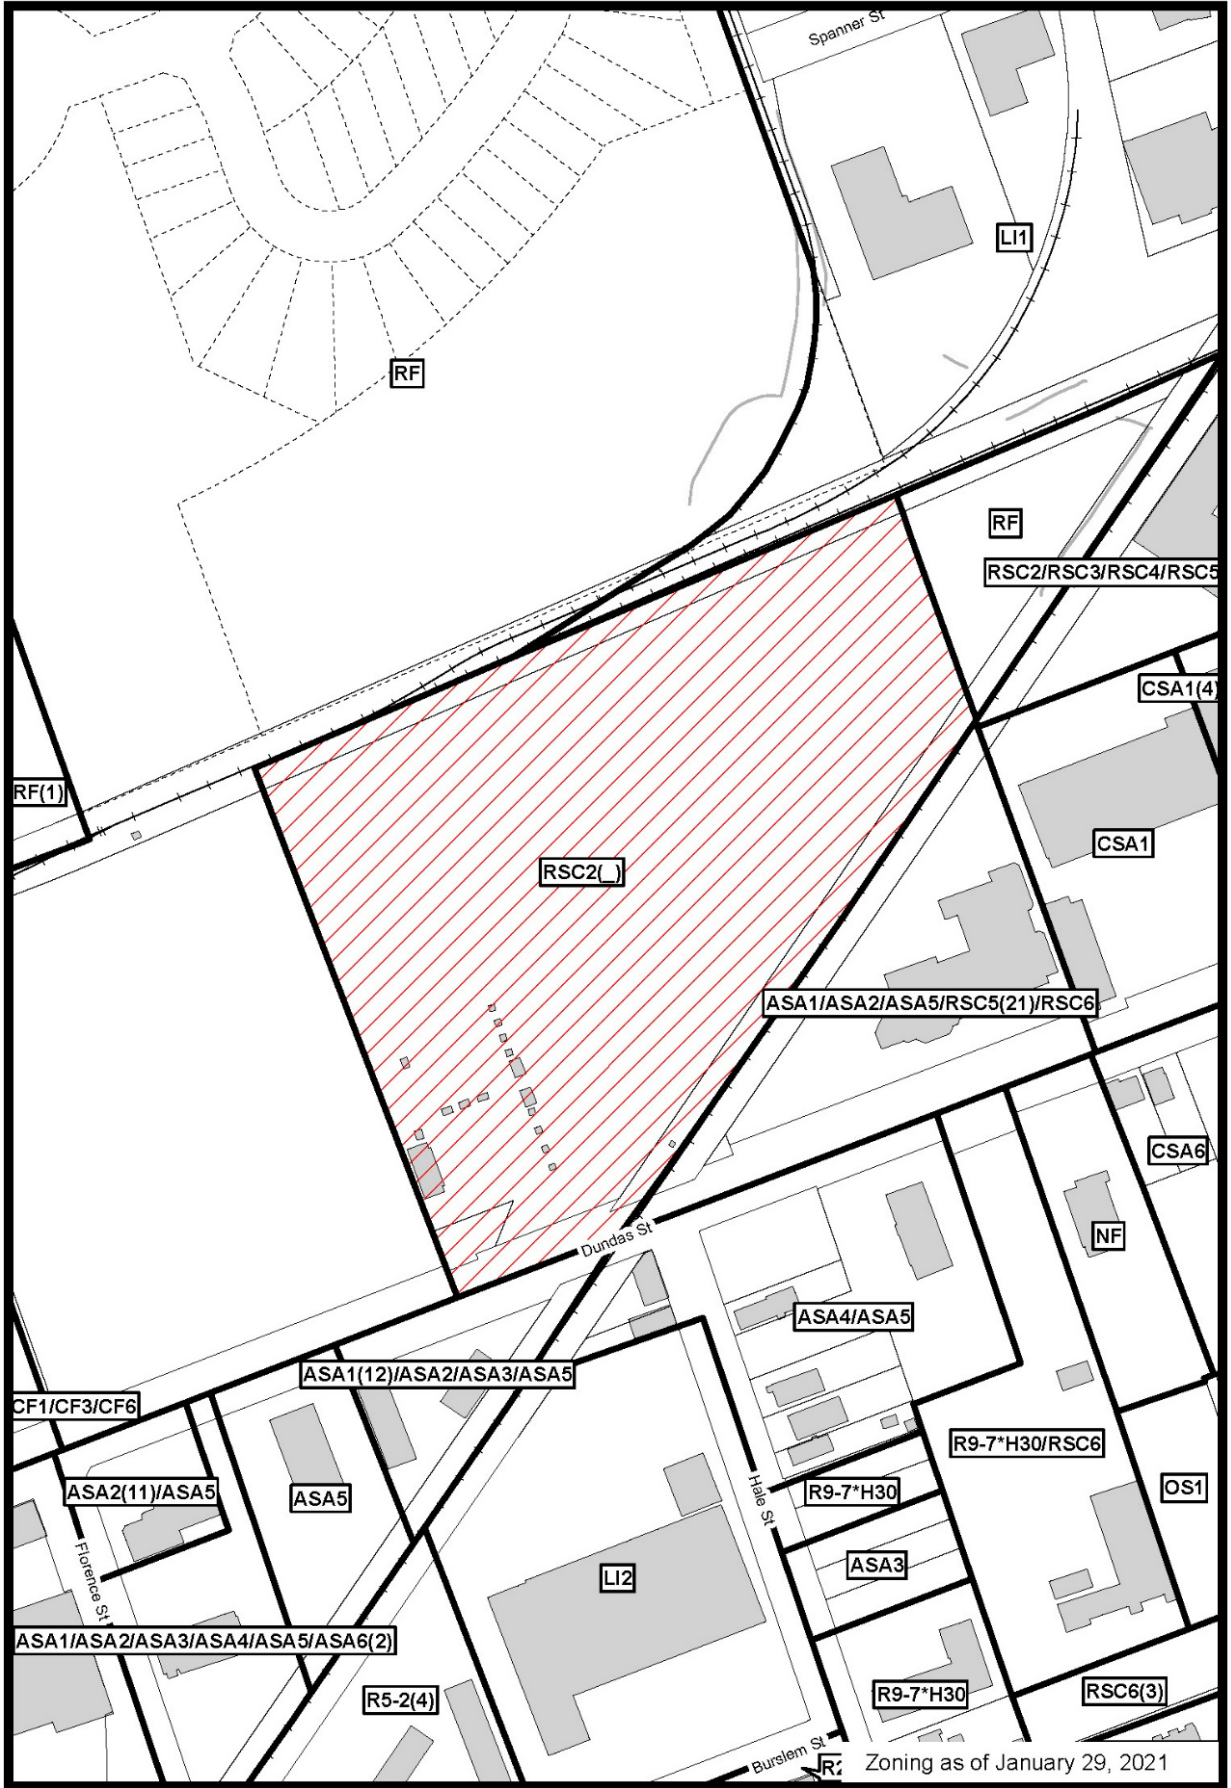 Spanner St
LI1
RF
RF
RSC2/RSC3/RSC4/RSC5
CSA1(4)
RF(1)
CSA1
RSC2(_)
ASA1/ASA2/ASA5/RSC5(21)/RSC6
CSA6
NF
Dundas St
ASA4/ASA5
ASA1(12)/ASA2/ASA3/ASA5
CF1/CF3/CF6
R9-7*H30/RSC6
ASA2(11)/ASA5
ASA5
R9-7*H30
OS1
Hale St
Florence St
LI2
ASA3
ASA1/ASA2/ASA3/ASA4/ASA5/ASA6(2)
R5-2(4)
R9-7*H30
RSC6(3)
Burslem St
Zoning as of January 29, 2021